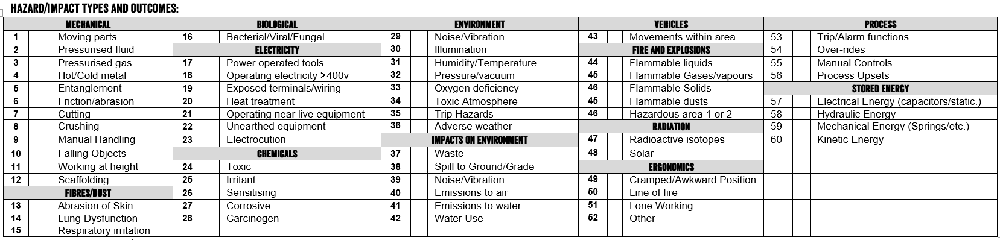 HAZARD/IMPACT TYPES AND OUTCOMES:
MECHANICAL BIOLOGICAL ENVIRONMENT VEHICLES PROCESS
1 Moving parts 16 Bacterial/Viral/Fungal 29 Noise/Vibration 43 Movements within area 53 Trip/Alarm functions
2 Pressurised fluid ELECTRICITY 30 Illumination FIRE AND EXPLOSIONS 54 Over-rides
3 Pressurised gas 17 Power operated tools 31 Humidity/Temperature 44 Flammable liquids 55 Manual Controls
4 Hot/Cold metal 18 Operating electricity >400v 32 Pressure/vacuum 45 Flammable Gases/vapours 56 Process Upsets
5 Entanglement 19 Exposed terminals/wiring 33 Oxygen deficiency 46 Flammable Solids STORED ENERGY
6 Friction/abrasion 20 Heat treatment 34 Toxic Atmosphere 45 Flammable dusts 57 Electrical Energy (capacitors/static.)
7 Cutting 21 Operating near live equipment 35 Trip Hazards 46 Hazardous area 1 or 2 58 Hydraulic Energy
8 Crushing 22 Unearthed equipment 36 Adverse weather RADIATION 59 Mechanical Energy (Springs/etc.)
9 Manual Handling 23 Electrocution IMPACTS ON ENVIRONMENT 47 Radioactive isotopes 60 Kinetic Energy
10 Falling Objects CHEMICALS 37 Waste 48 Solar
11 Working at height 24 Toxic 38 Spill to Ground/Grade ERGONOMICS
12 Scaffolding 25 Irritant 39 Noise/Vibration 49 Cramped/Awkward Position
FIBRES/DUST 26 Sensitising 40 Emissions to air 50 Line of fire
13 Abrasion of Skin 27 Corrosive 41 Emissions to water 51 Lone Working
14 Lung Dysfunction 28 Carcinogen 42 Water Use 52 Other
15 Respiratory irritation